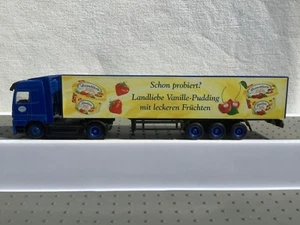 Schon probiert?
Landliebe Vanille-Pudding
mit leckeren Früchten